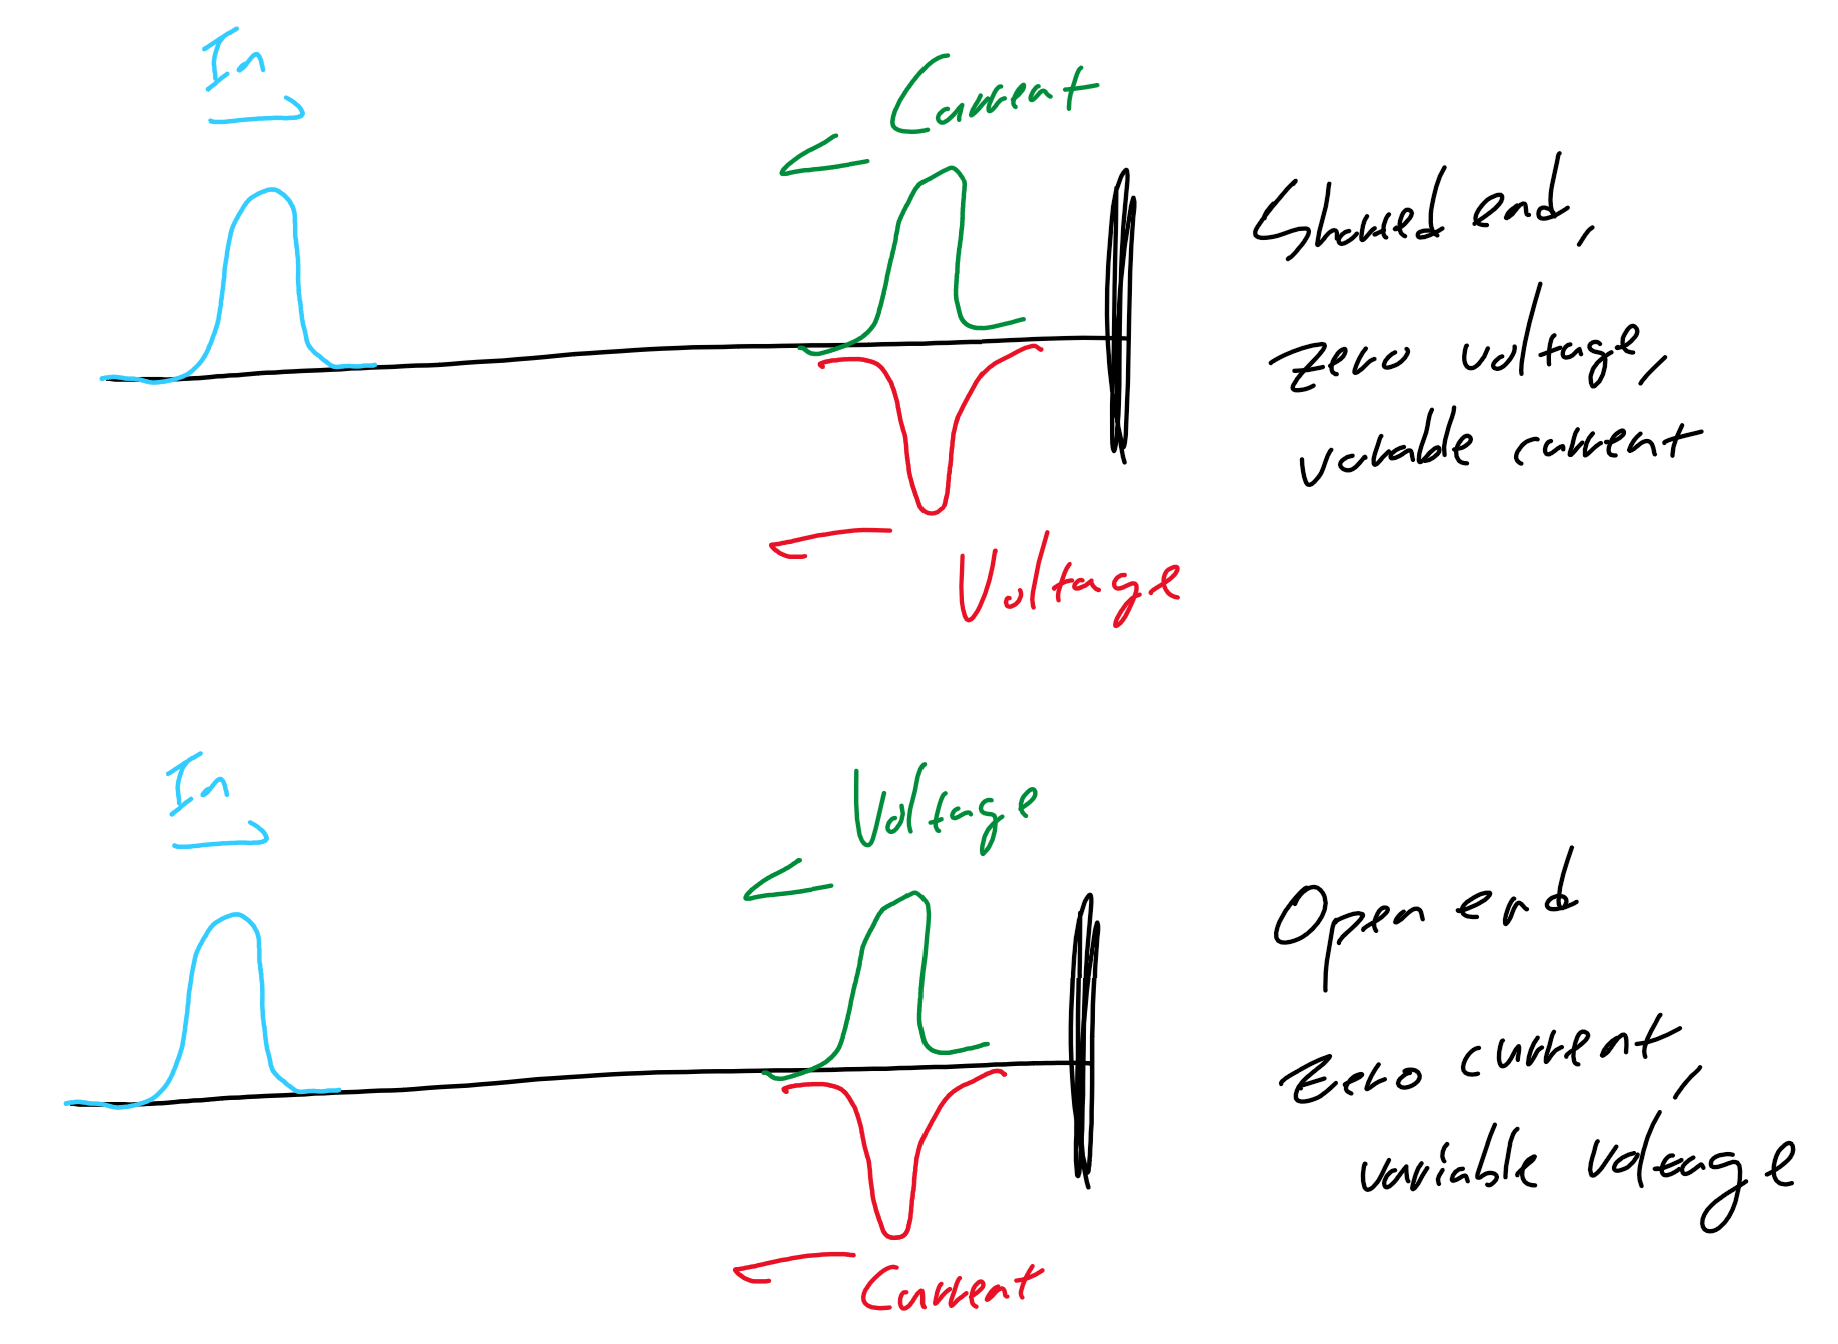 In
Current
Shorted end,
zero voltage,
variable current
Voltage
In
Voltage
Open end
zero current,
variable voltage
Current